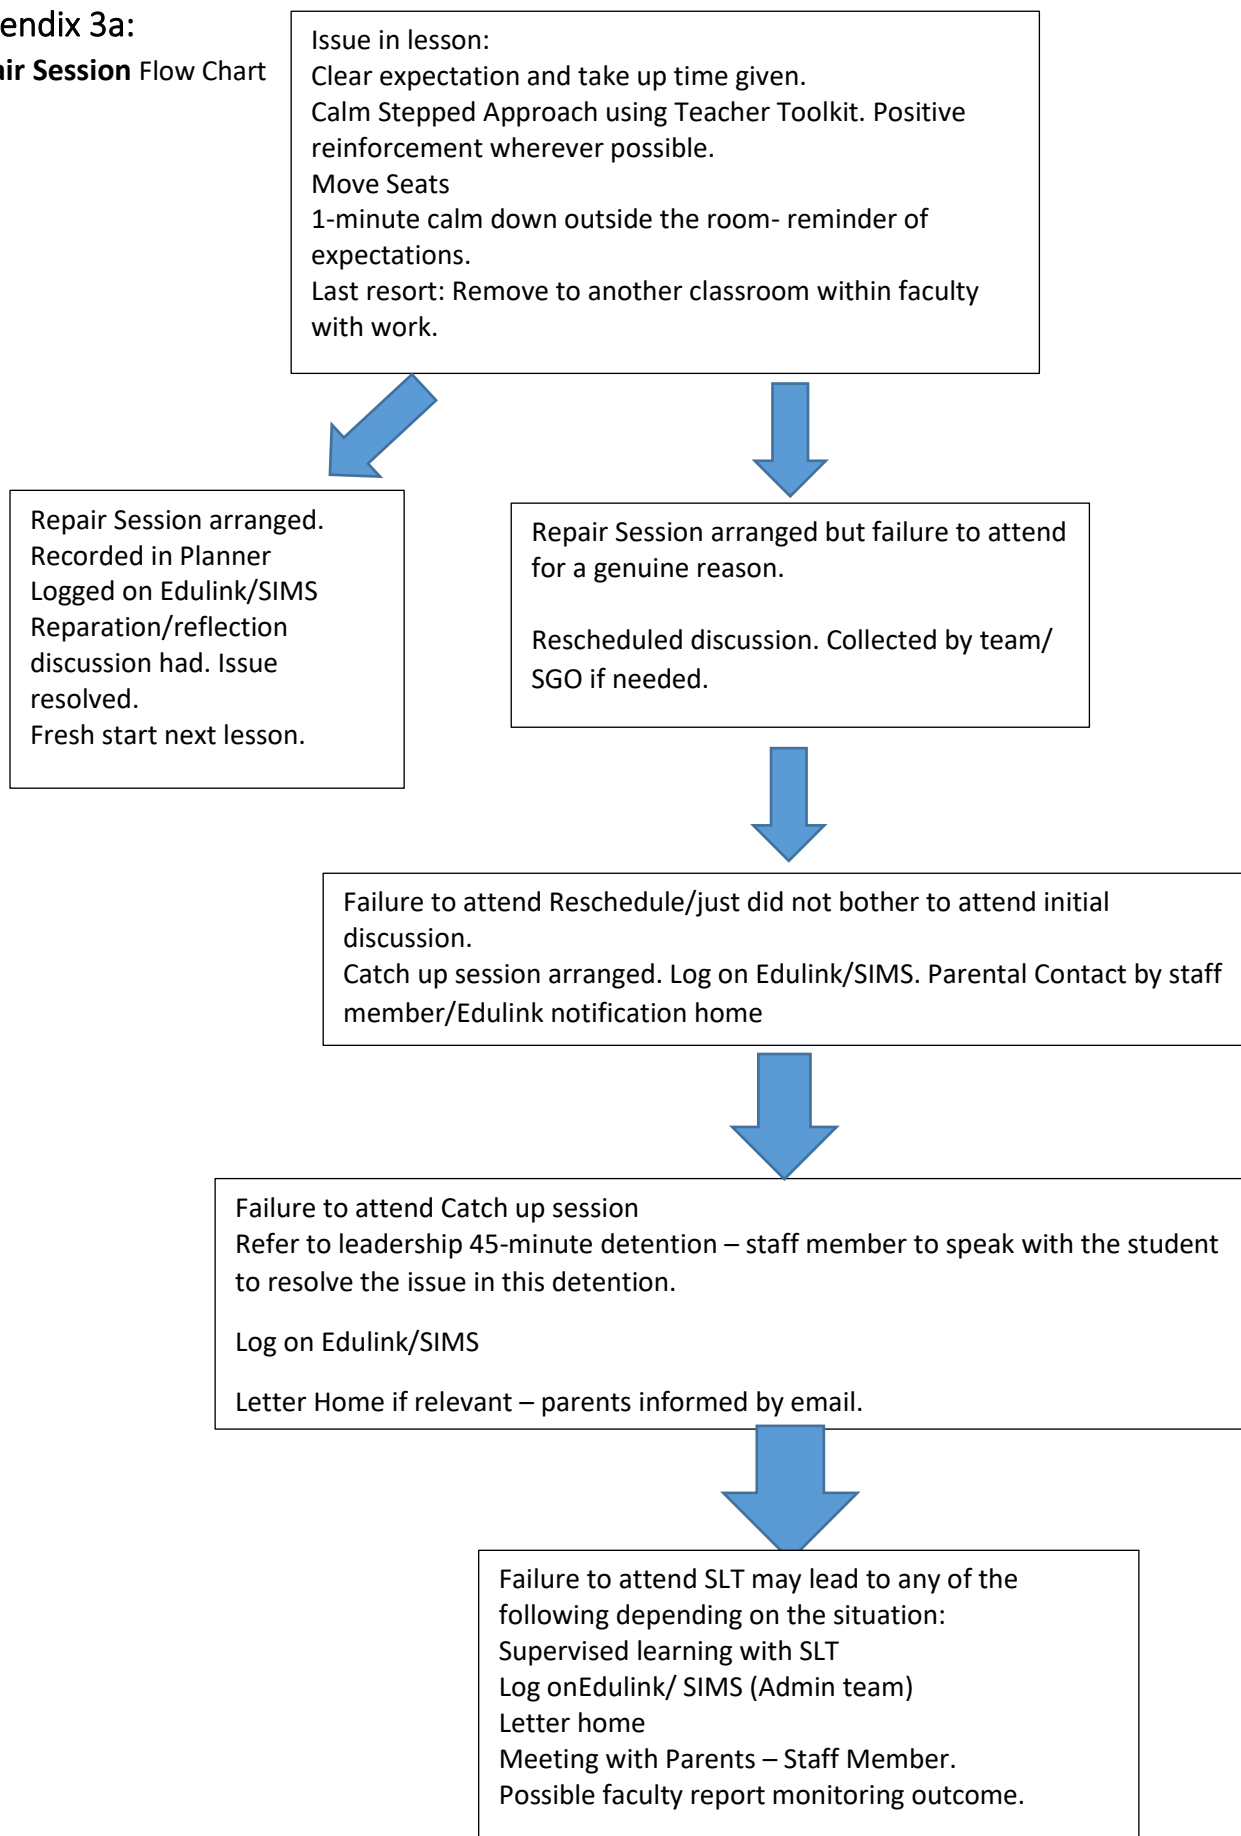 endix 3a:
air Session Flow Chart
Issue in lesson:
Clear expectation and take up time given.
Calm Stepped Approach using Teacher Toolkit. Positive
reinforcement wherever possible.
Move Seats
1-minute calm down outside the room- reminder of
expectations.
Last resort: Remove to another classroom within faculty
with work.
Repair Session arranged.
Recorded in Planner
Logged on Edulink/SIMS
Reparation/reflection
discussion had. Issue
resolved.
Fresh start next lesson.
Repair Session arranged but failure to attend
for a genuine reason.
Rescheduled discussion. Collected by team/
SGO if needed.
Failure to attend Reschedule/just did not bother to attend initial
discussion.
Catch up session arranged. Log on Edulink/SIMS. Parental Contact by staff
member/Edulink notification home
Failure to attend Catch up session
Refer to leadership 45-minute detention – staff member to speak with the student
to resolve the issue in this detention.
Log on Edulink/SIMS
Letter Home if relevant – parents informed by email.
Failure to attend SLT may lead to any of the
following depending on the situation:
Supervised learning with SLT
Log onEdulink/ SIMS (Admin team)
Letter home
Meeting with Parents – Staff Member.
Possible faculty report monitoring outcome.